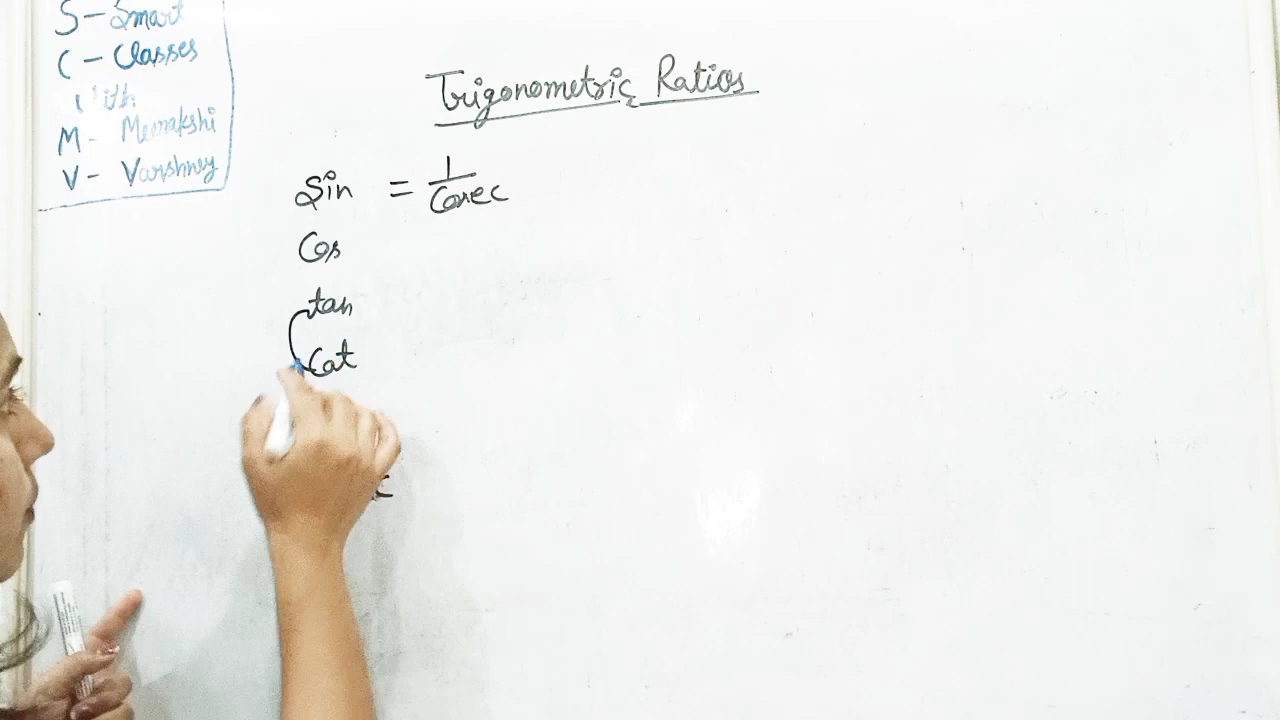 S - Smart
C - Classes
With
M - Meenakshi
V - Varshney
Trigonometric Ratios
Sin = 1/Cosec
Cos
tan
Cot